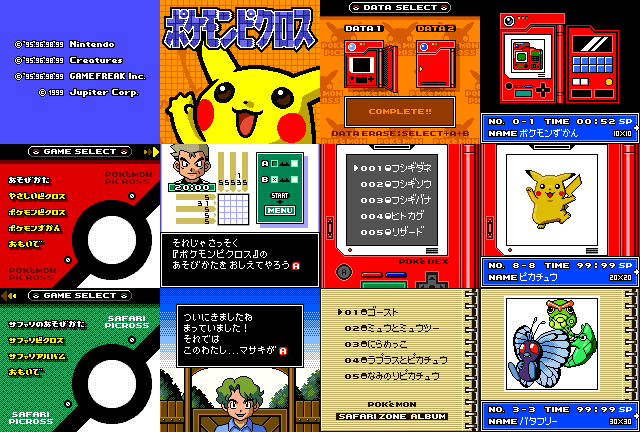 ©'95'96'98'99 Nintendo
©'95'96'98'99 Creatures
©'95'96'98'99 GAMEFREAK Inc.
©1999 Jupiter Corp.
ポケモンピクロス
DATA SELECT
DATA 1 DATA 2
COMPLETE!!
DATA ERASE:SELECT+A+B
NO. 0-1 TIME 00:52 SP
NAME ポケモンずかん 10X10
GAME SELECT
あそびかた
やさしいピクロス
ポケモンピクロス
ポケモンずかん
おもいで
POKéMON
PICROSS
20:00
A
B
START
MENU
それじゃさっそく
『ポケモンピクロス』の
あそびかたをおしえてやろう A
001 フシギダネ
002 フシギソウ
003 フシギバナ
004 ヒトカゲ
005 リザード
POKéDEX
A
NO. 8-8 TIME 99:99 SP
NAME ピカチュウ 20X20
GAME SELECT
SAFARI
PICROSS
サファリのあそびかた
サファリピクロス
サファリアルバム
おもいで
SAFARI
PICROSS
ついにきましたね
まっていました!
それでは
このわたし...マサキが A
01 ゴースト
02 ミュウとミュウツー
03 にらめっこ
04 ラプラスとピカチュウ
05 なみのりピカチュウ
POKéMON
SAFARI ZONE ALBUM
NO. 3-3 TIME 99:99 SP
NAME バタフリー 30X30